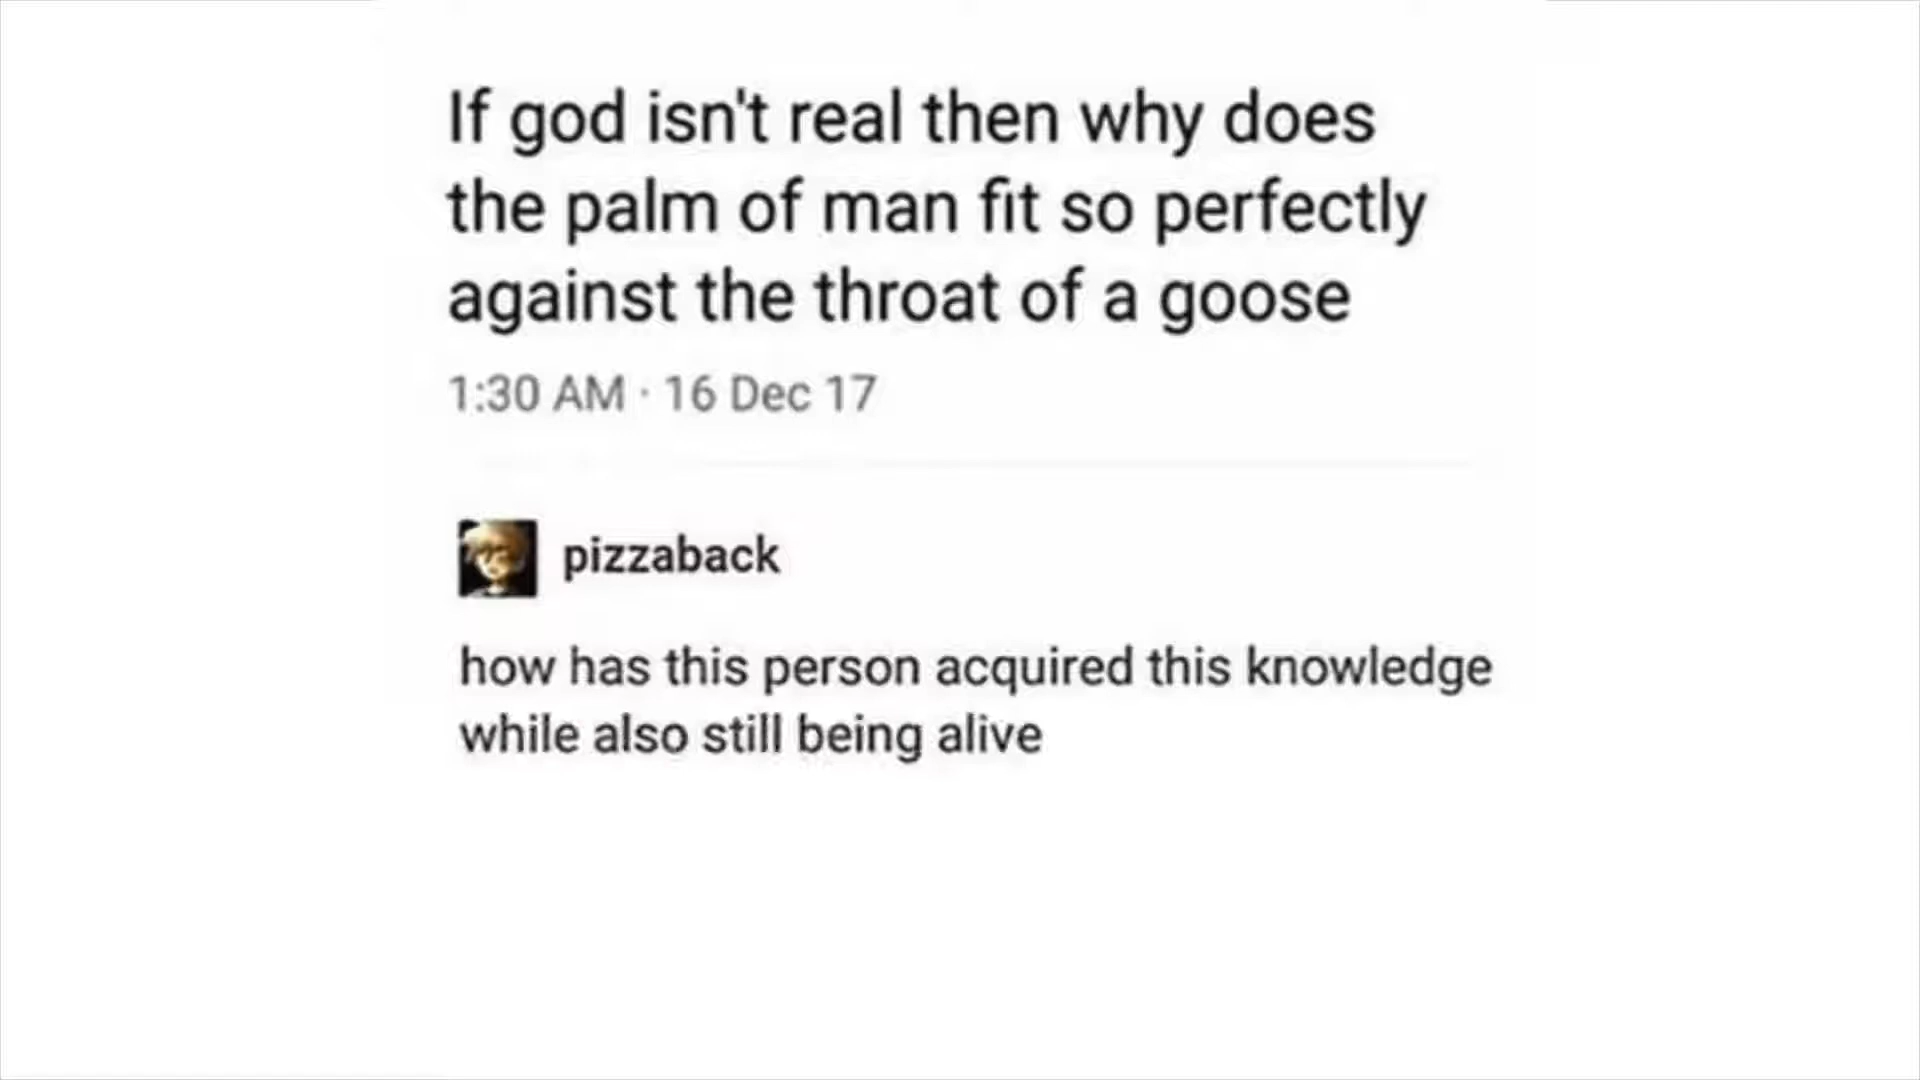 If god isn't real then why does
the palm of man fit so perfectly
against the throat of a goose
1:30 AM · 16 Dec 17
pizzaback
how has this person acquired this knowledge
while also still being alive